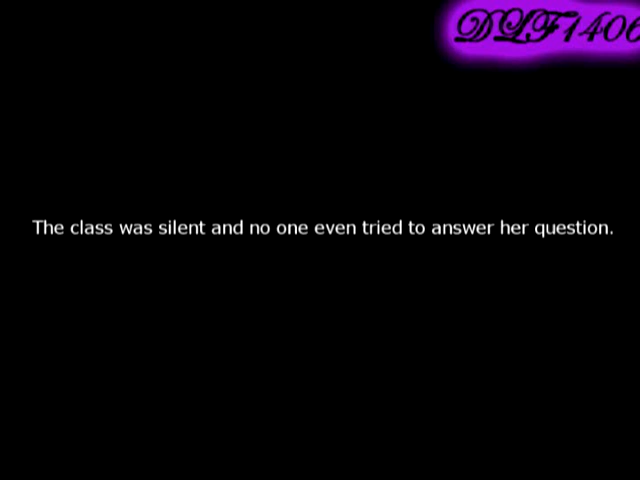 DLF1406
The class was silent and no one even tried to answer her question.